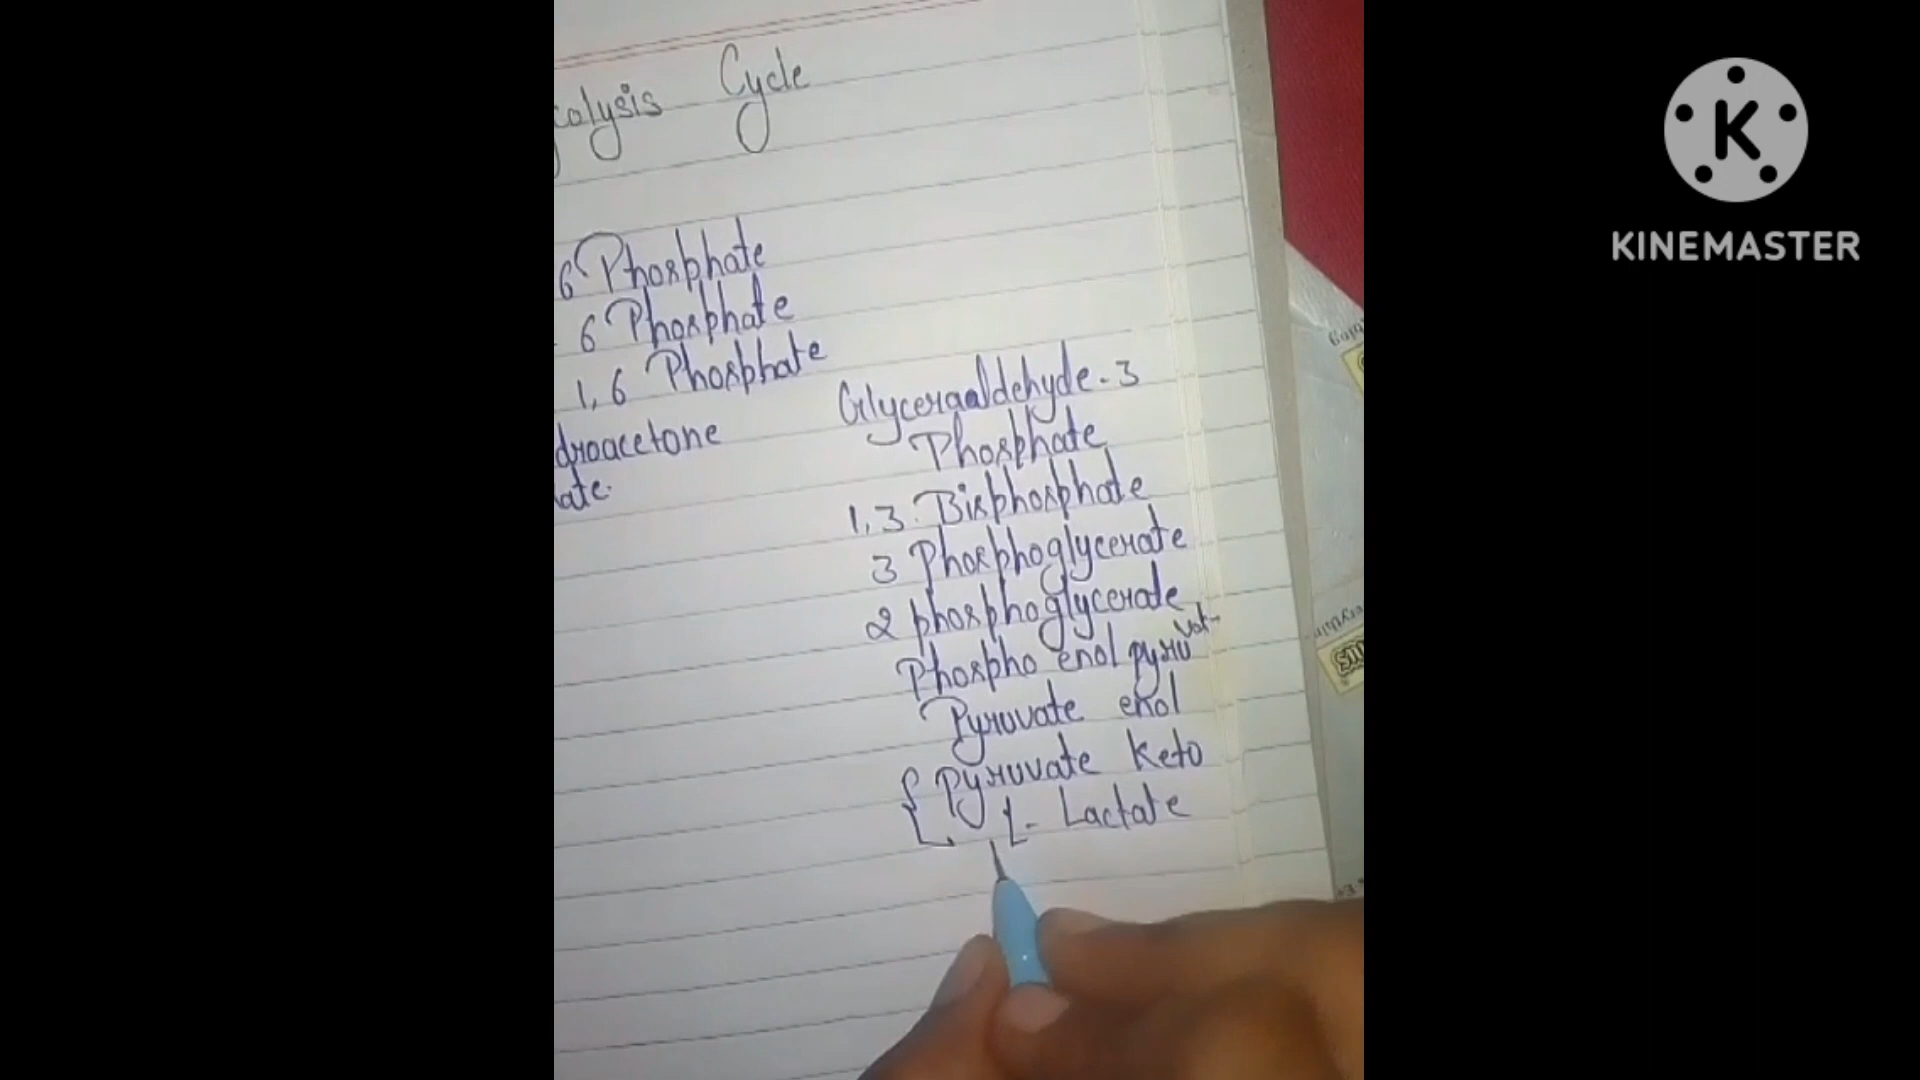 colysis Cycle
6 Phosphate
6 Phosphate
1,6 Phosphate
droacetone
ate.
Glyceraaldehyde-3
Phosphate
1,3. Bisphosphate
3 Phosphoglycerate
2 phosphoglycerate
Phospho enol pyruvat-
Pyruvate enol
Pyruvate Keto
L- Lactate
K
KINEMASTER